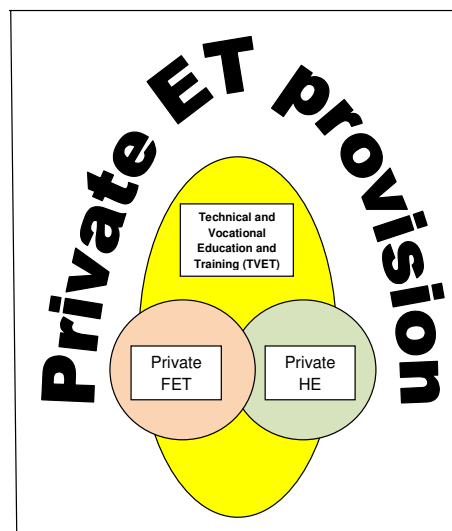 Private ET provision
Technical and
Vocational
Education and
Training (TVET)
Private
FET
Private
HE